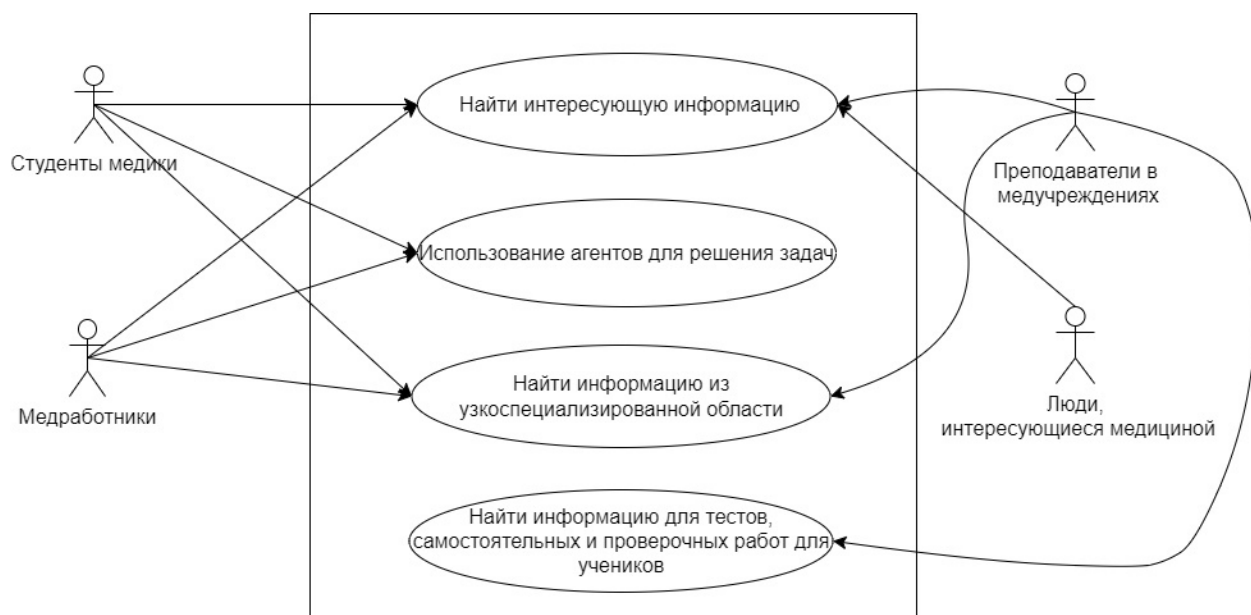 Студенты медики
Медработники
Найти интересующую информацию
Использование агентов для решения задач
Найти информацию из
узкоспециализированной области
Найти информацию для тестов,
самостоятельных и проверочных работ для
учеников
Преподаватели в
медучреждениях
Люди,
интересующиеся медициной